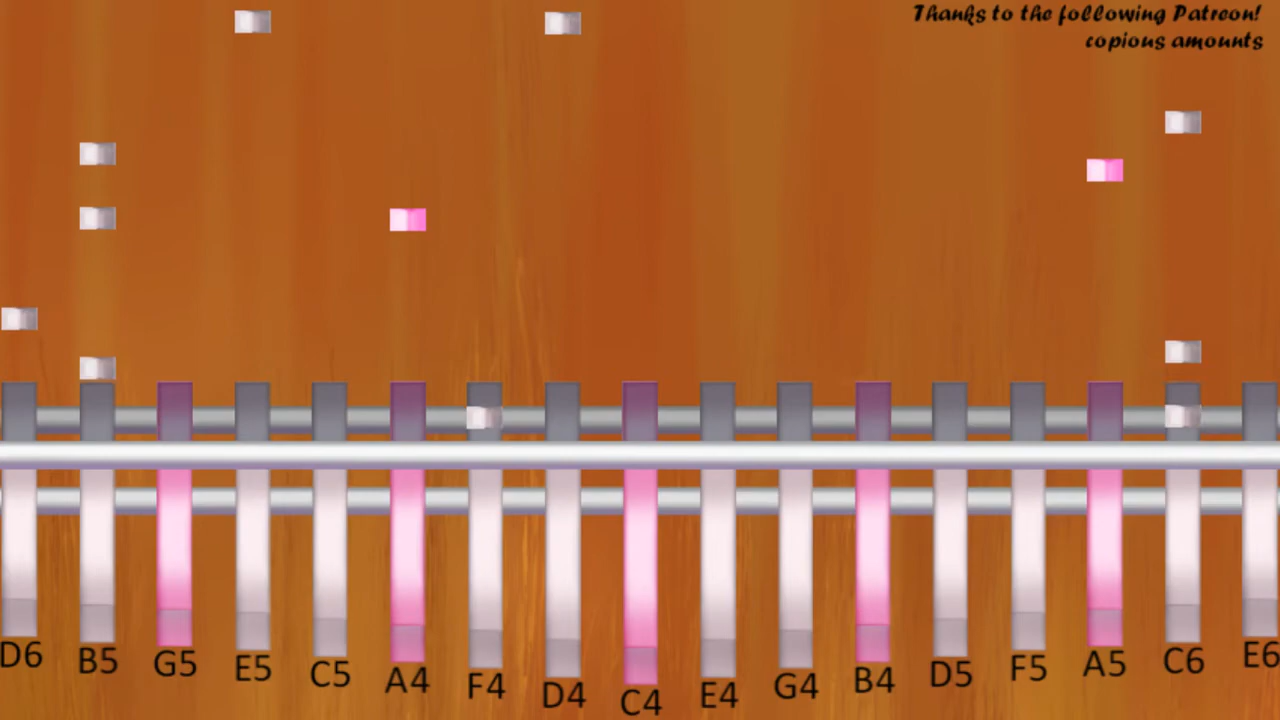 Thanks to the following Patreon!
copious amounts
D6 B5 G5 E5 C5 A4 F4 D4 C4 E4 G4 B4 D5 F5 A5 C6 E6